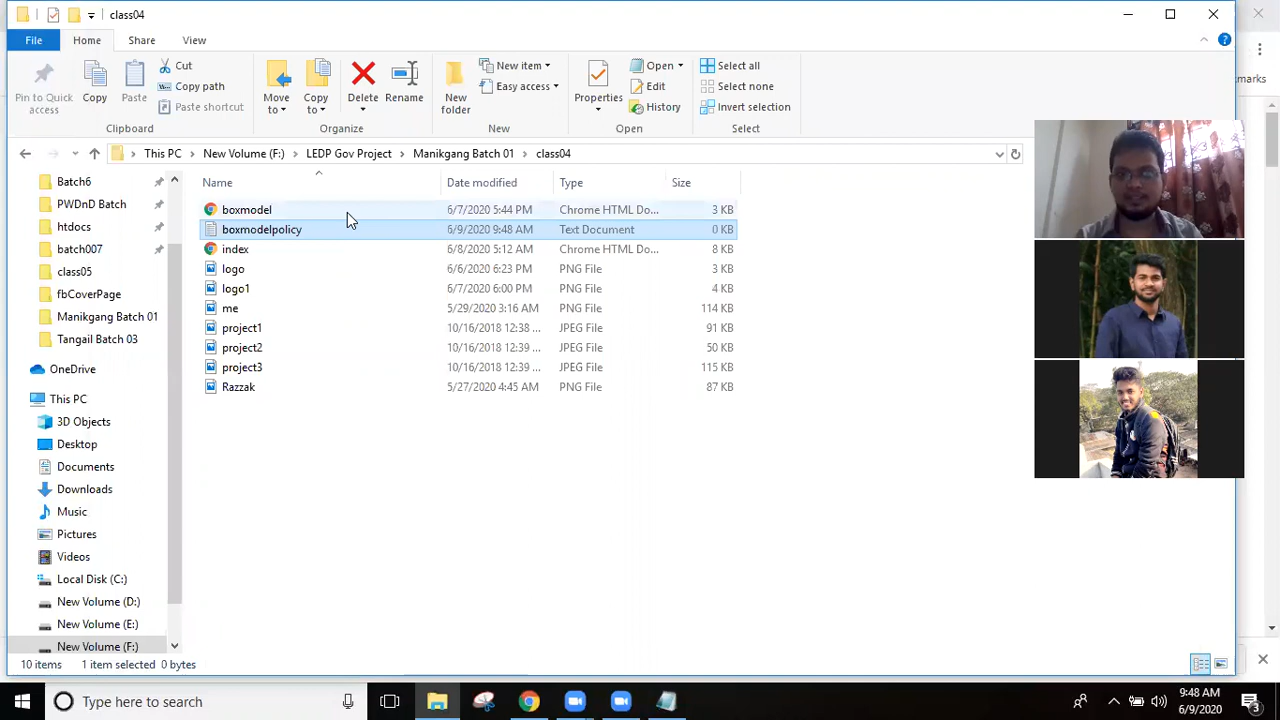 class04
File Home Share View
marks
Pin to Quick access
Copy
Paste
Cut
Copy path
Paste shortcut
Clipboard
Move to
Copy to
Delete
Rename
Organize
New folder
New item
Easy access
New
Properties
Open
Edit
History
Open
Select all
Select none
Invert selection
Select
This PC > New Volume (F:) > LEDP Gov Project > Manikgang Batch 01 > class04
Name Date modified Type Size
Batch6
PWDnD Batch
htdocs
batch007
class05
fbCoverPage
Manikgang Batch 01
Tangail Batch 03
OneDrive
This PC
3D Objects
Desktop
Documents
Downloads
Music
Pictures
Videos
Local Disk (C:)
New Volume (D:)
New Volume (E:)
New Volume (F:)
boxmodel 6/7/2020 5:44 PM Chrome HTML Do... 3 KB
boxmodelpolicy 6/9/2020 9:48 AM Text Document 0 KB
index 6/8/2020 5:12 AM Chrome HTML Do... 8 KB
logo 6/6/2020 6:23 PM PNG File 3 KB
logo1 6/7/2020 6:00 PM PNG File 4 KB
me 5/29/2020 3:16 AM PNG File 114 KB
project1 10/16/2018 12:38 ... JPEG File 91 KB
project2 10/16/2018 12:39 ... JPEG File 50 KB
project3 10/16/2018 12:39 ... JPEG File 115 KB
Razzak 5/27/2020 4:45 AM PNG File 87 KB
10 items 1 item selected 0 bytes
Type here to search
9:48 AM
6/9/2020
3